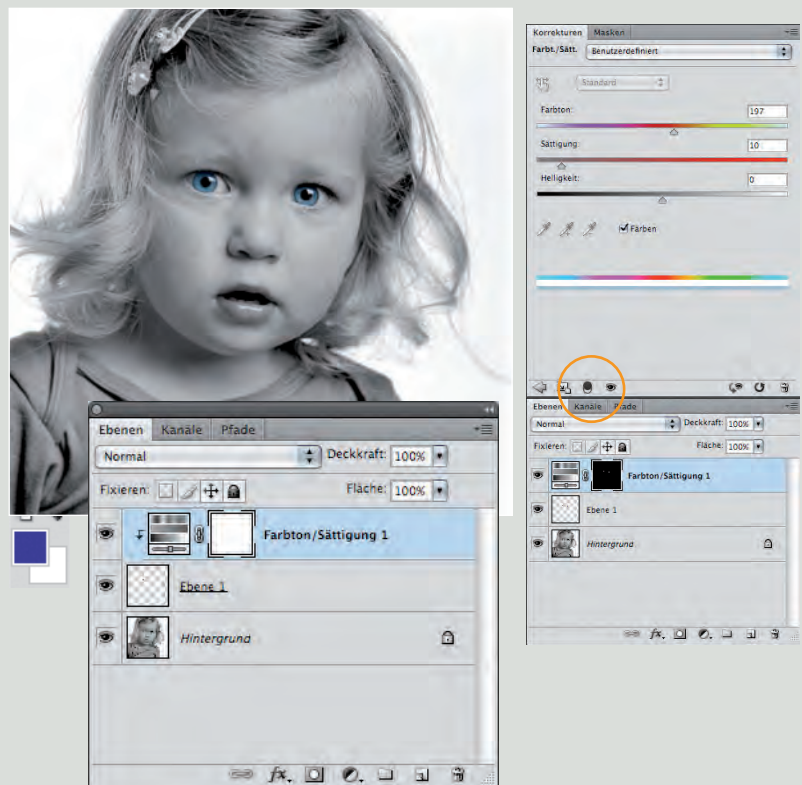 Korrekturen Masken
Farbt./Sätt. Benutzerdefiniert
Standard
Farbton: 197
Sättigung: 10
Helligkeit: 0
Färben
Ebenen Kanäle Pfade
Normal Deckkraft: 100%
Fixieren: Fläche: 100%
Farbton/Sättigung 1
Ebene 1
Hintergrund
fx.
Ebenen Kanäle Pfade
Normal Deckkraft: 100%
Fixieren: Fläche: 100%
Farbton/Sättigung 1
Ebene 1
Hintergrund
fx.